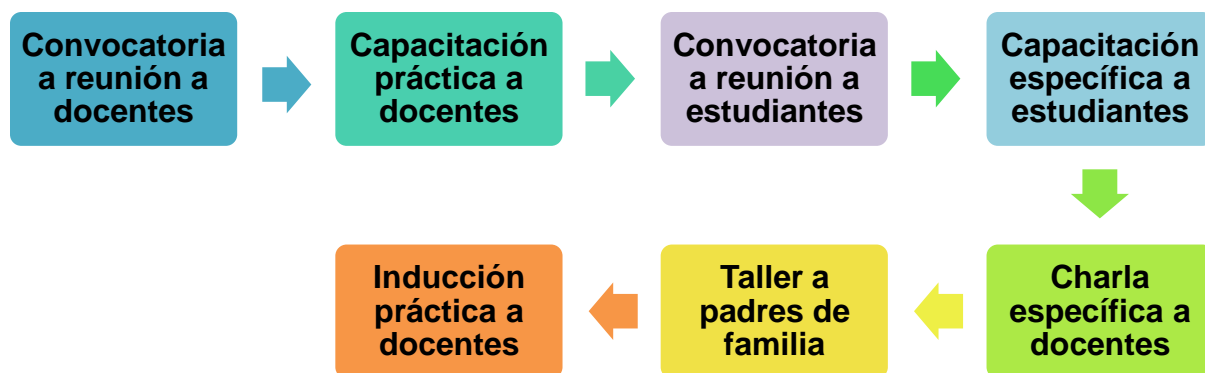 Convocatoria
a reunión a
docentes
Capacitación
práctica a
docentes
Convocatoria
a reunión a
estudiantes
Capacitación
específica a
estudiantes
Charla
específica a
docentes
Taller a
padres de
familia
Inducción
práctica a
docentes